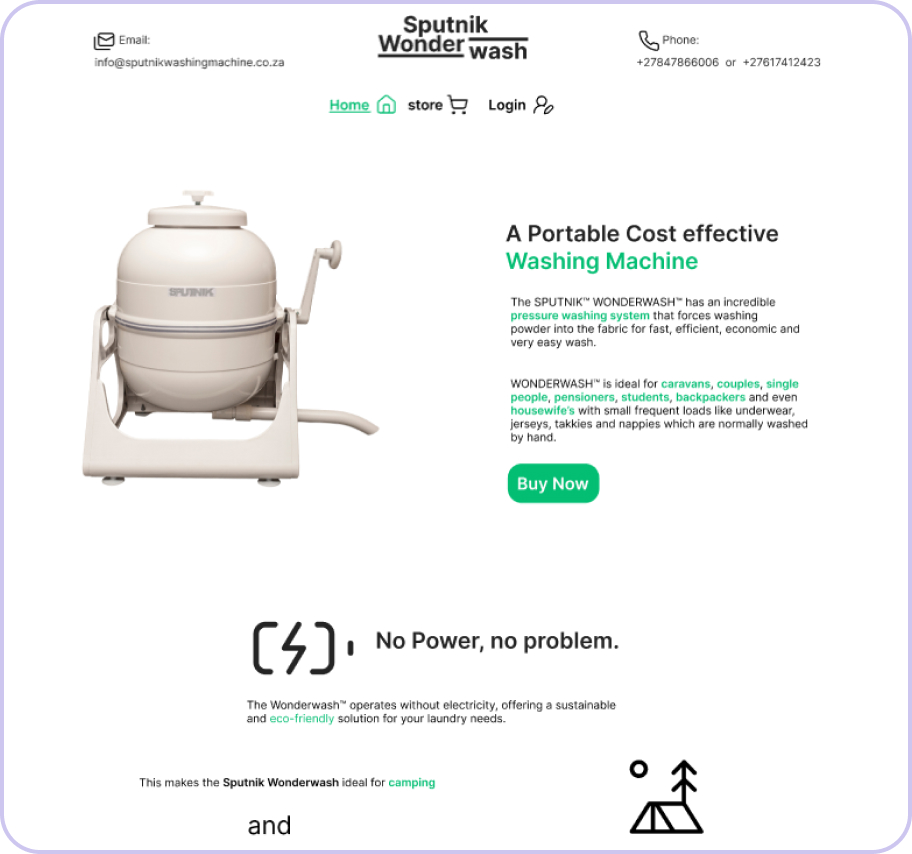 Email:
info@sputnikwashingmachine.co.za
Sputnik
Wonder
wash
Phone:
+27847866006 or +27617412423
Home
store
Login
SPUTNIK
A Portable Cost effective
Washing Machine
The SPUTNIK™ WONDERWASH™ has an incredible
pressure washing system that forces washing
powder into the fabric for fast, efficient, economic and
very easy wash.
WONDERWASH™ is ideal for caravans, couples, single
people, pensioners, students, backpackers and even
housewife's with small frequent loads like underwear,
jerseys, takkies and nappies which are normally washed
by hand.
Buy Now
No Power, no problem.
The Wonderwash™ operates without electricity, offering a sustainable
and eco-friendly solution for your laundry needs.
This makes the Sputnik Wonderwash ideal for camping
and